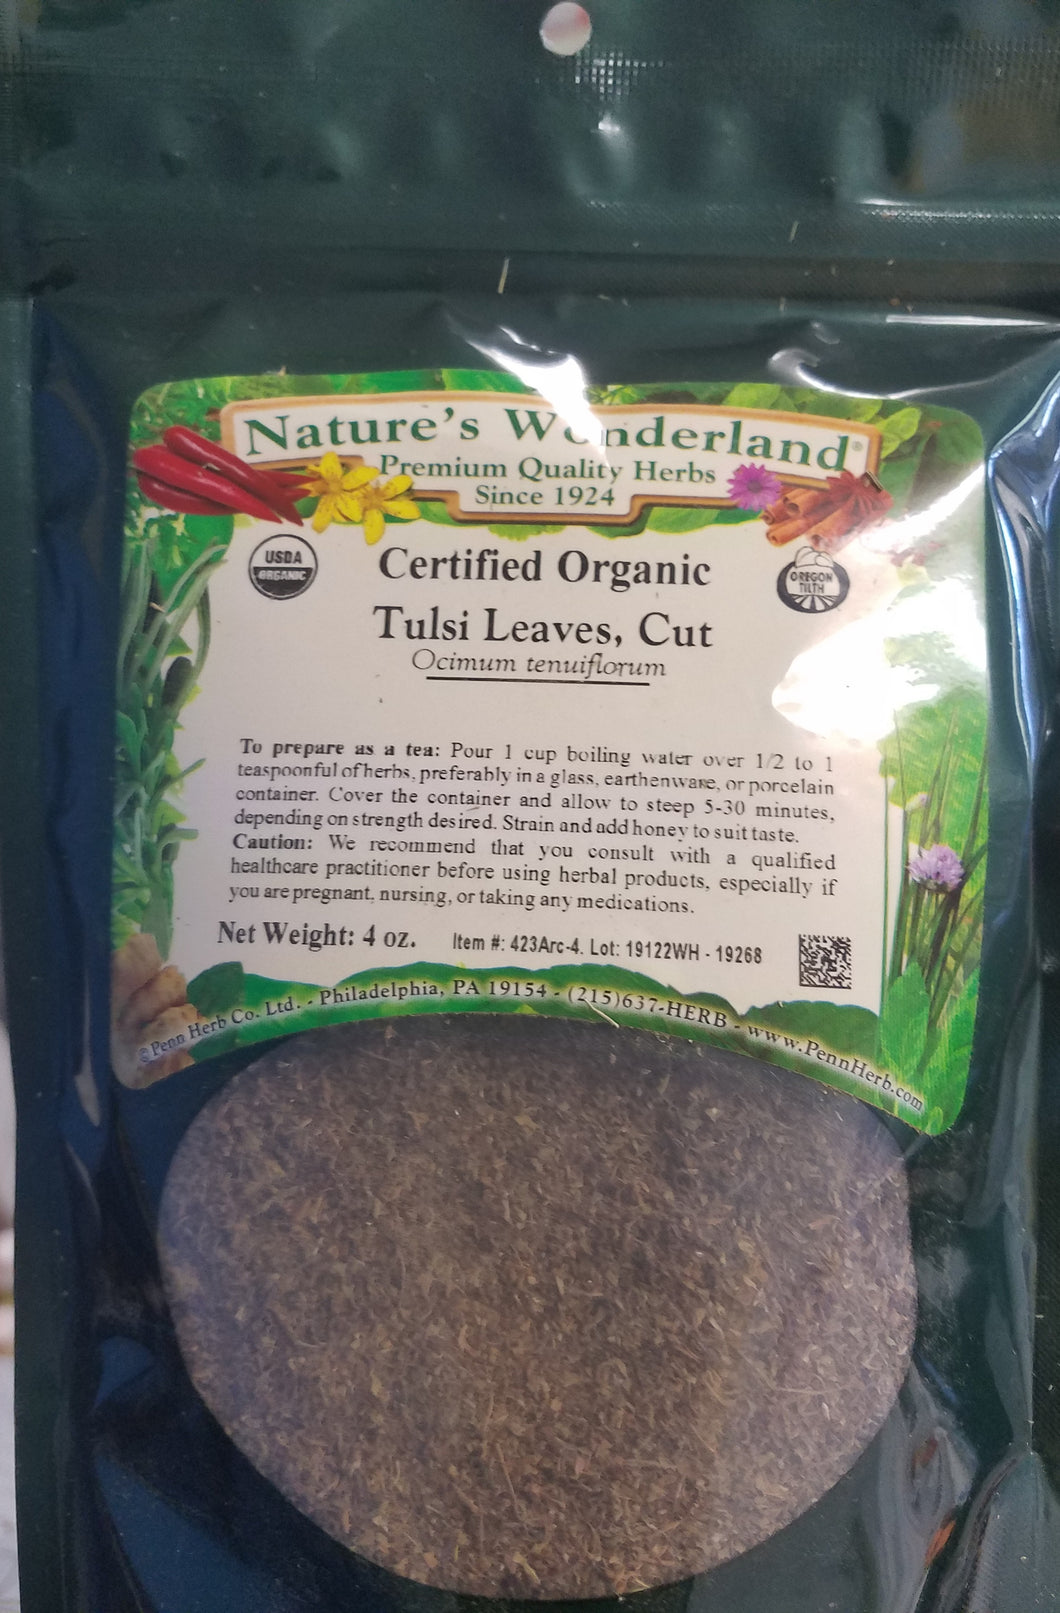 Nature's Wonderland®
Premium Quality Herbs
Since 1924
USDA
ORGANIC
Certified Organic
OREGON
TILTH
Tulsi Leaves, Cut
Ocimum tenuiflorum
To prepare as a tea: Pour 1 cup boiling water over 1/2 to 1
teaspoonful of herbs, preferably in a glass, earthenware, or porcelain
container. Cover the container and allow to steep 5-30 minutes,
depending on strength desired. Strain and add honey to suit taste.
Caution: We recommend that you consult with a qualified
healthcare practitioner before using herbal products, especially if
you are pregnant, nursing, or taking any medications.
Net Weight: 4 oz. Item #: 423Arc-4. Lot: 19122WH - 19268
©Penn Herb Co. Ltd. - Philadelphia, PA 19154 - (215)637-HERB - www.PennHerb.com